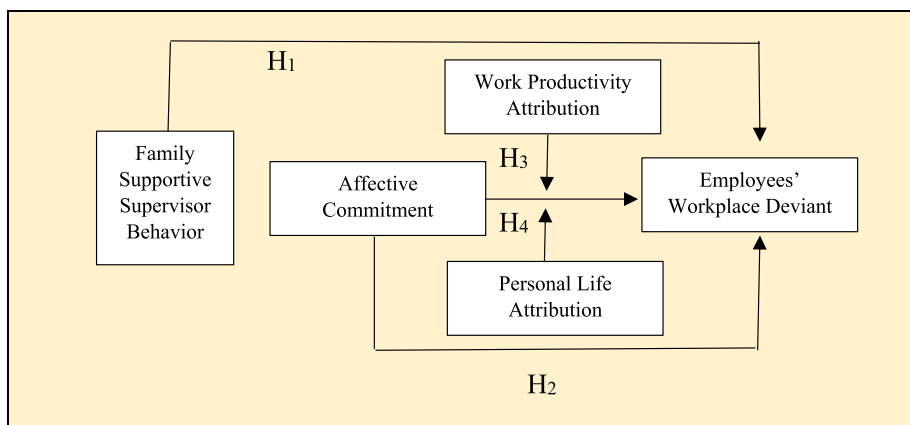 H1
Work Productivity
Attribution
Family
Supportive
Supervisor
Behavior
H3
Affective
Commitment
Employees’
Workplace Deviant
H4
Personal Life
Attribution
H2